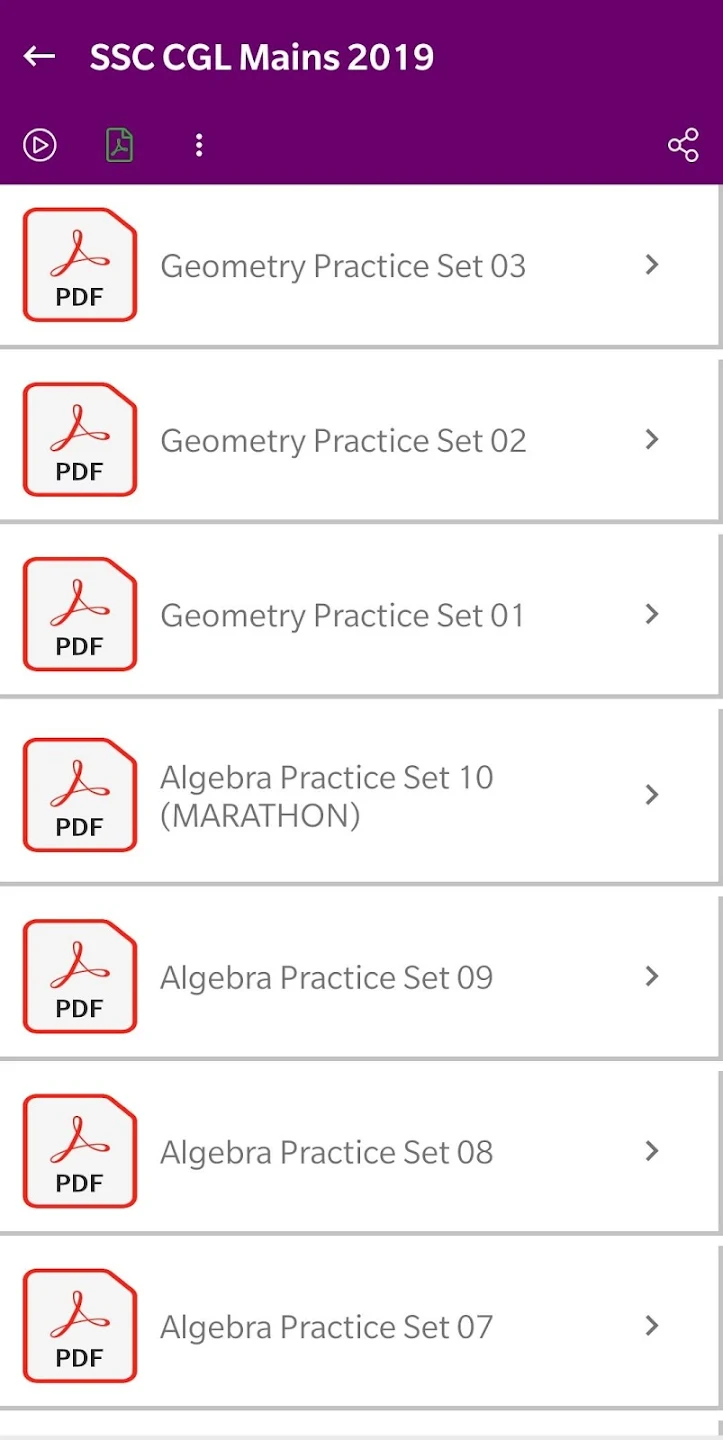 SSC CGL Mains 2019
PDF
Geometry Practice Set 03
PDF
Geometry Practice Set 02
PDF
Geometry Practice Set 01
PDF
Algebra Practice Set 10
(MARATHON)
PDF
Algebra Practice Set 09
PDF
Algebra Practice Set 08
PDF
Algebra Practice Set 07